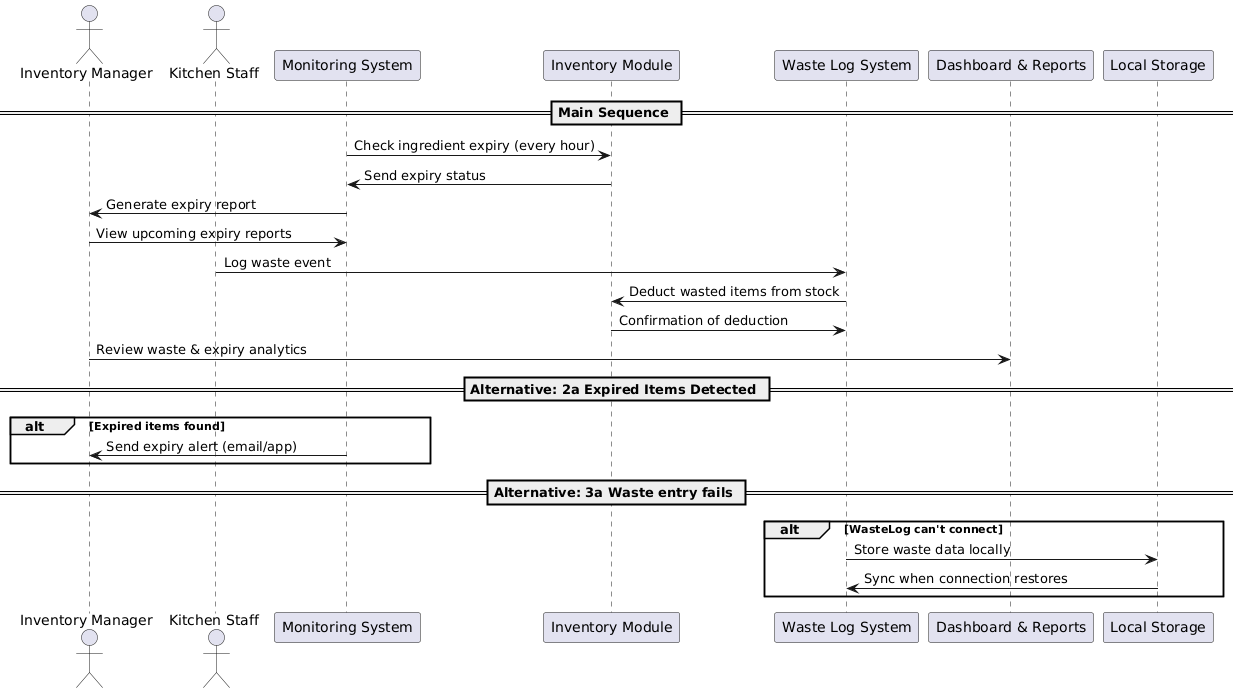 Inventory Manager
Kitchen Staff
Monitoring System
Inventory Module
Waste Log System
Dashboard & Reports
Local Storage
Main Sequence
Check ingredient expiry (every hour)
Send expiry status
Generate expiry report
View upcoming expiry reports
Log waste event
Deduct wasted items from stock
Confirmation of deduction
Review waste & expiry analytics
Alternative: 2a Expired Items Detected
alt [Expired items found]
Send expiry alert (email/app)
Alternative: 3a Waste entry fails
alt [WasteLog can't connect]
Store waste data locally
Sync when connection restores
Inventory Manager
Kitchen Staff
Monitoring System
Inventory Module
Waste Log System
Dashboard & Reports
Local Storage